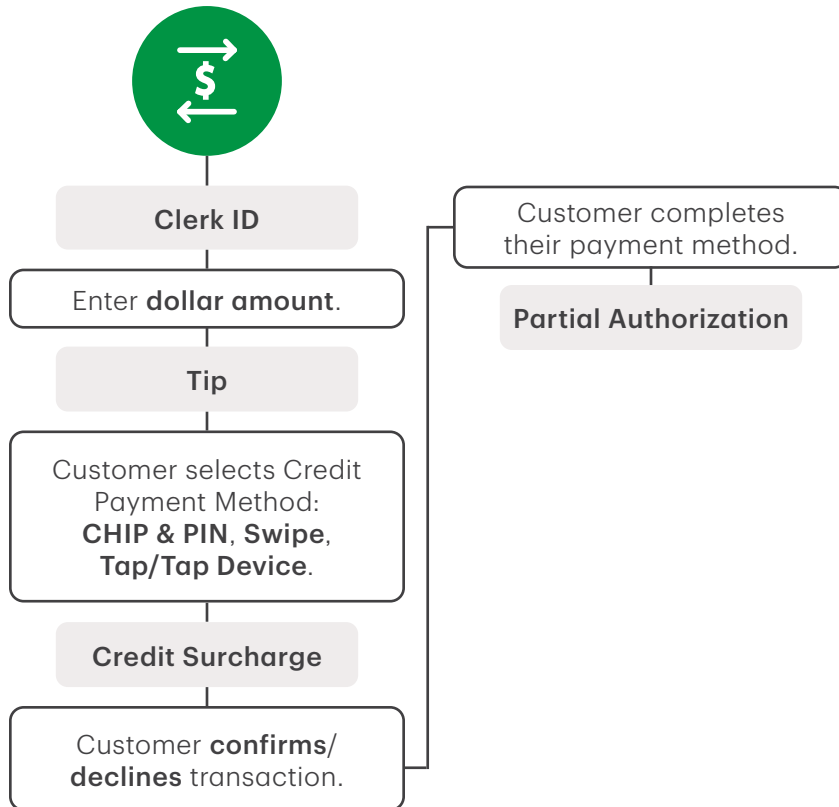 $
Clerk ID
Enter dollar amount.
Tip
Customer selects Credit
Payment Method:
CHIP & PIN, Swipe,
Tap/Tap Device.
Credit Surcharge
Customer confirms/
declines transaction.
Customer completes
their payment method.
Partial Authorization